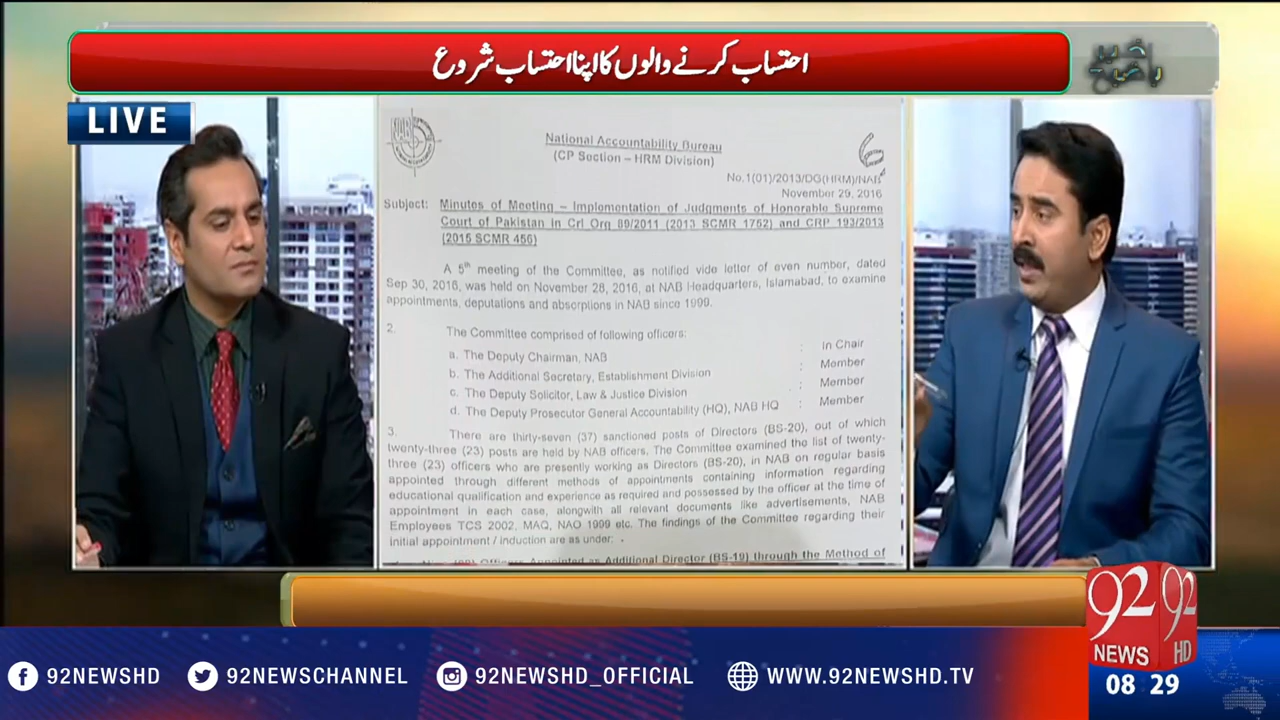 احتساب کرنے والوں کا اپنا احتساب شروع
LIVE
National Accountability Bureau
(CP Section – HRM Division)
No.1(01)/2013/DG(HRM)/NAB
November 29, 2016
Subject: Minutes of Meeting – Implementation of Judgments of Honorable Supreme
Court of Pakistan in Crl Org 89/2011 (2013 SCMR 1752) and CRP 193/2013
(2015 SCMR 456)
A 5th meeting of the Committee, as notified vide letter of even number, dated
Sep 30, 2016, was held on November 28, 2016, at NAB Headquarters, Islamabad, to examine
appointments, deputations and absorptions in NAB since 1999.
2. The Committee comprised of following officers:
a. The Deputy Chairman, NAB : In Chair
b. The Additional Secretary, Establishment Division : Member
c. The Deputy Solicitor, Law & Justice Division : Member
d. The Deputy Prosecutor General Accountability (HQ), NAB HQ : Member
3. There are thirty-seven (37) sanctioned posts of Directors (BS-20), out of which
twenty-three (23) posts are held by NAB officers. The Committee examined the list of twenty-
three (23) officers who are presently working as Directors (BS-20), in NAB on regular basis
appointed through different methods of appointments containing information regarding
educational qualification and experience as required and possessed by the officer at the time of
appointment in each case, alongwith all relevant documents like advertisements, NAB
Employees TCS 2002, MAQ, NAO 1999 etc. The findings of the Committee regarding their
initial appointment / induction are as under:
Officers Appointed as Additional Director (BS-19) through the Method of
92 NEWS
92 HD
92NEWSHD
92NEWSCHANNEL
92NEWSHD_OFFICIAL
WWW.92NEWSHD.TV
08 29